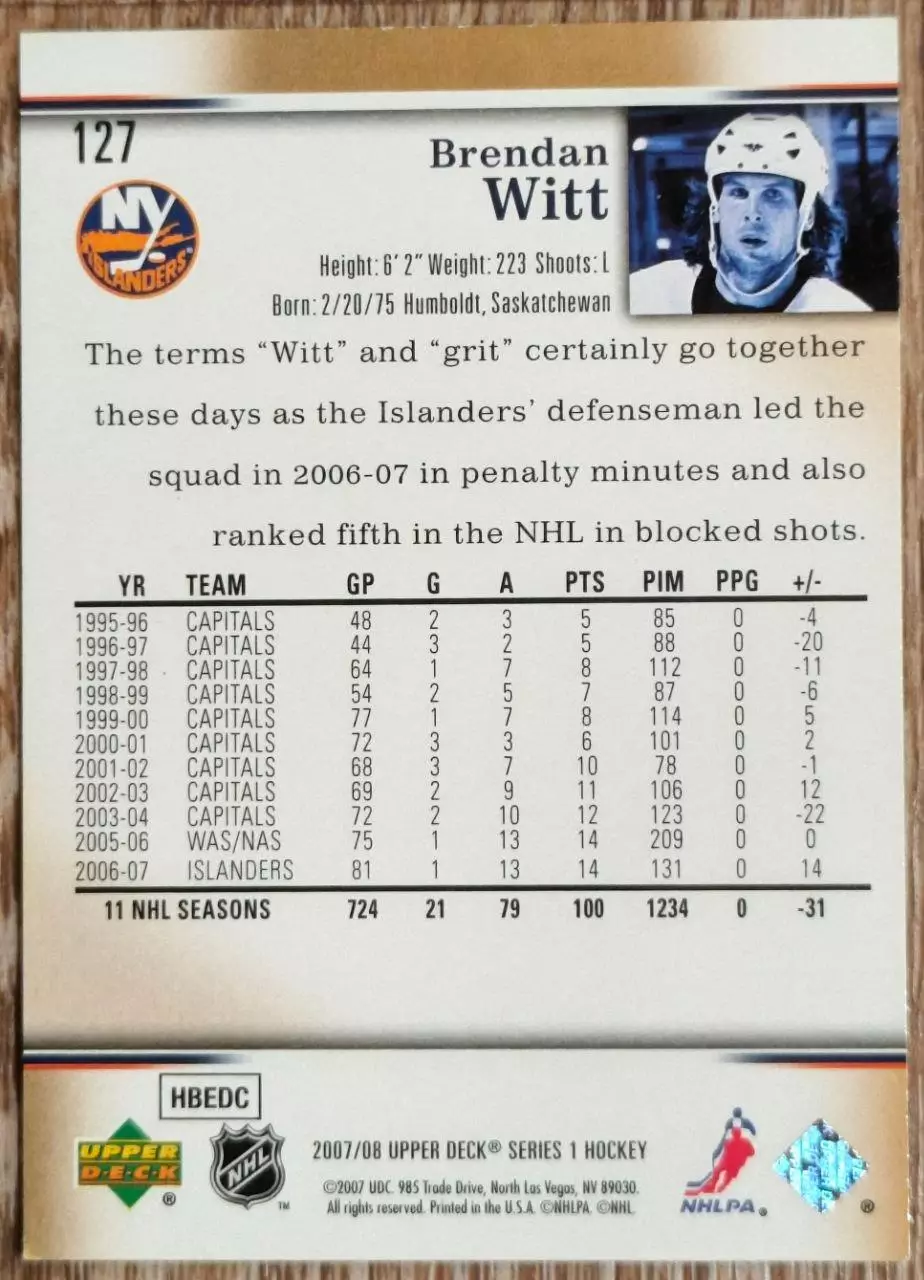 127
NY
ISLANDERS
Brendan
Witt
Height: 6' 2" Weight: 223 Shoots: L
Born: 2/20/75 Humboldt, Saskatchewan
The terms “Witt” and “grit” certainly go together
these days as the Islanders’ defenseman led the
squad in 2006-07 in penalty minutes and also
ranked fifth in the NHL in blocked shots.
YR TEAM GP G A PTS PIM PPG +/-
1995-96 CAPITALS 48 2 3 5 85 0 -4
1996-97 CAPITALS 44 3 2 5 88 0 -20
1997-98 CAPITALS 64 1 7 8 112 0 -11
1998-99 CAPITALS 54 2 5 7 87 0 -6
1999-00 CAPITALS 77 1 7 8 114 0 5
2000-01 CAPITALS 72 3 3 6 101 0 2
2001-02 CAPITALS 68 3 7 10 78 0 -1
2002-03 CAPITALS 69 2 9 11 106 0 12
2003-04 CAPITALS 72 2 10 12 123 0 -22
2005-06 WAS/NAS 75 1 13 14 209 0 0
2006-07 ISLANDERS 81 1 13 14 131 0 14
11 NHL SEASONS 724 21 79 100 1234 0 -31
HBEDC
UPPER
DECK ®
NHL ™
2007/08 UPPER DECK® SERIES 1 HOCKEY
©2007 UDC. 985 Trade Drive, North Las Vegas, NV 89030.
All rights reserved. Printed in the U.S.A. ©NHLPA. ©NHL.
NHLPA®
®